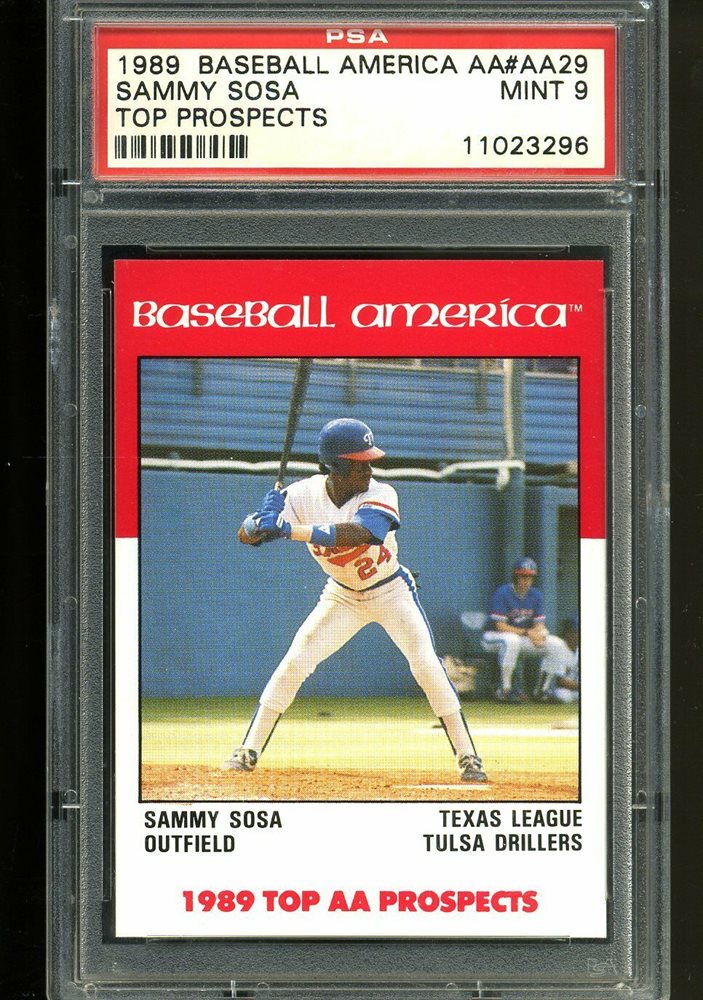 PSA
1989 BASEBALL AMERICA AA#AA29
SAMMY SOSA MINT 9
TOP PROSPECTS
11023296
Baseball america™
24
SAMMY SOSA TEXAS LEAGUE
OUTFIELD TULSA DRILLERS
1989 TOP AA PROSPECTS